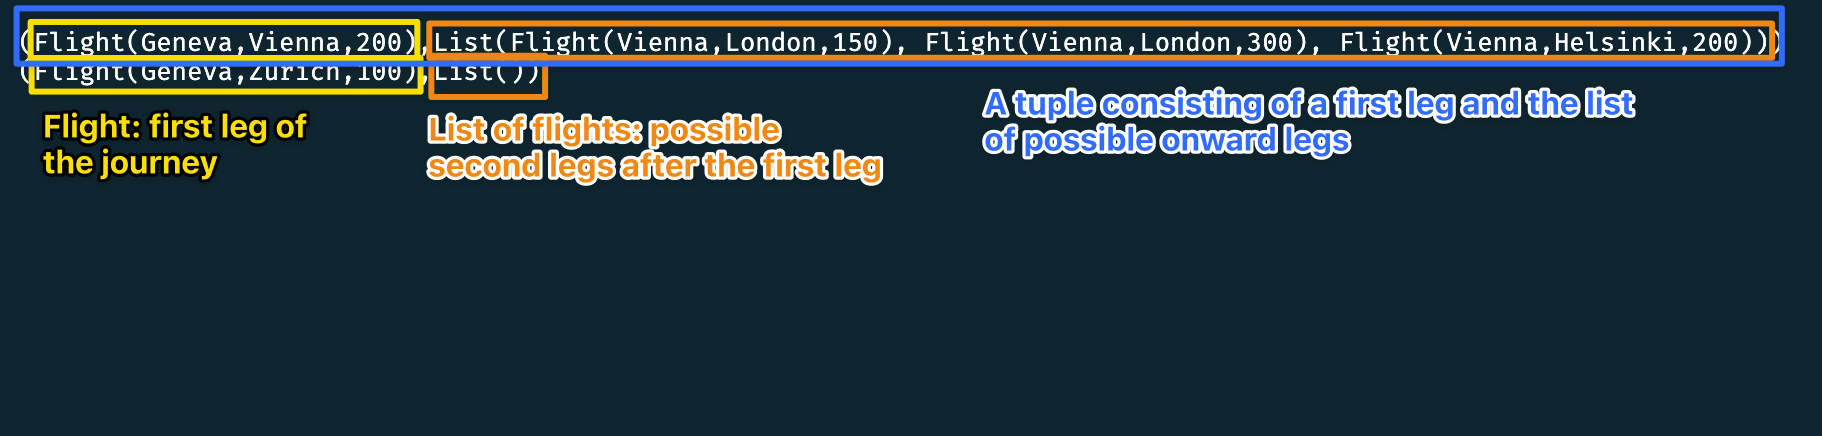 (Flight(Geneva,Vienna,200),List(Flight(Vienna,London,150), Flight(Vienna,London,300), Flight(Vienna,Helsinki,200)))
(Flight(Geneva,Zurich,100),List())
Flight: first leg of
the journey
List of flights: possible
second legs after the first leg
A tuple consisting of a first leg and the list
of possible onward legs